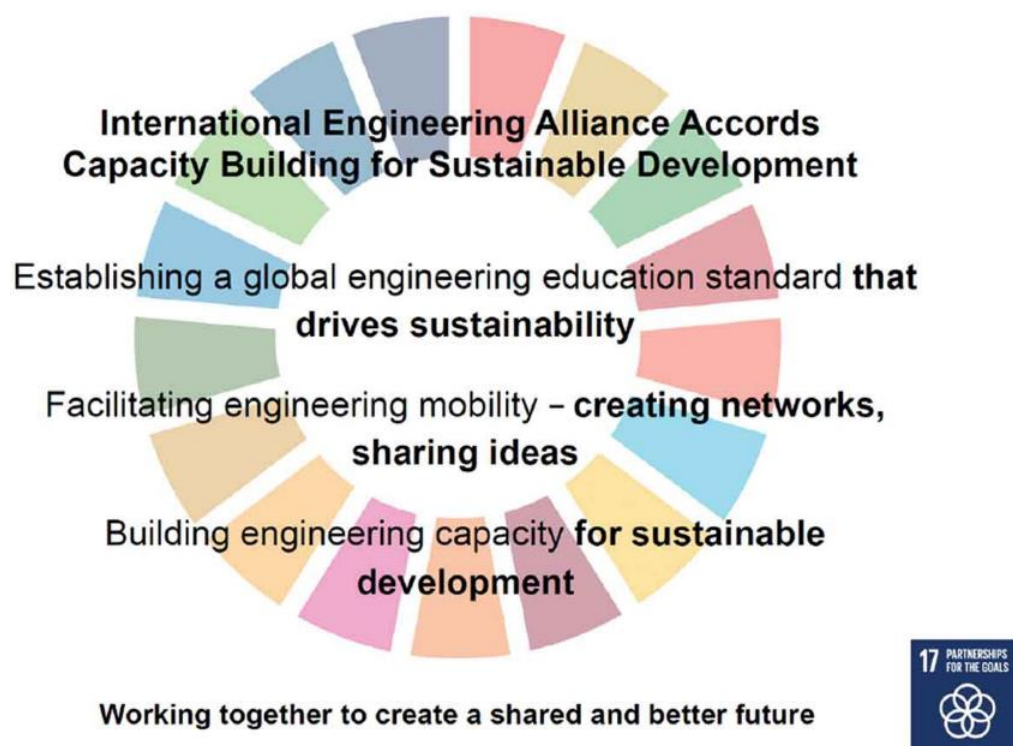 International Engineering Alliance Accords
Capacity Building for Sustainable Development
Establishing a global engineering education standard that
drives sustainability
Facilitating engineering mobility – creating networks,
sharing ideas
Building engineering capacity for sustainable
development
17 PARTNERSHIPS
FOR THE GOALS
Working together to create a shared and better future